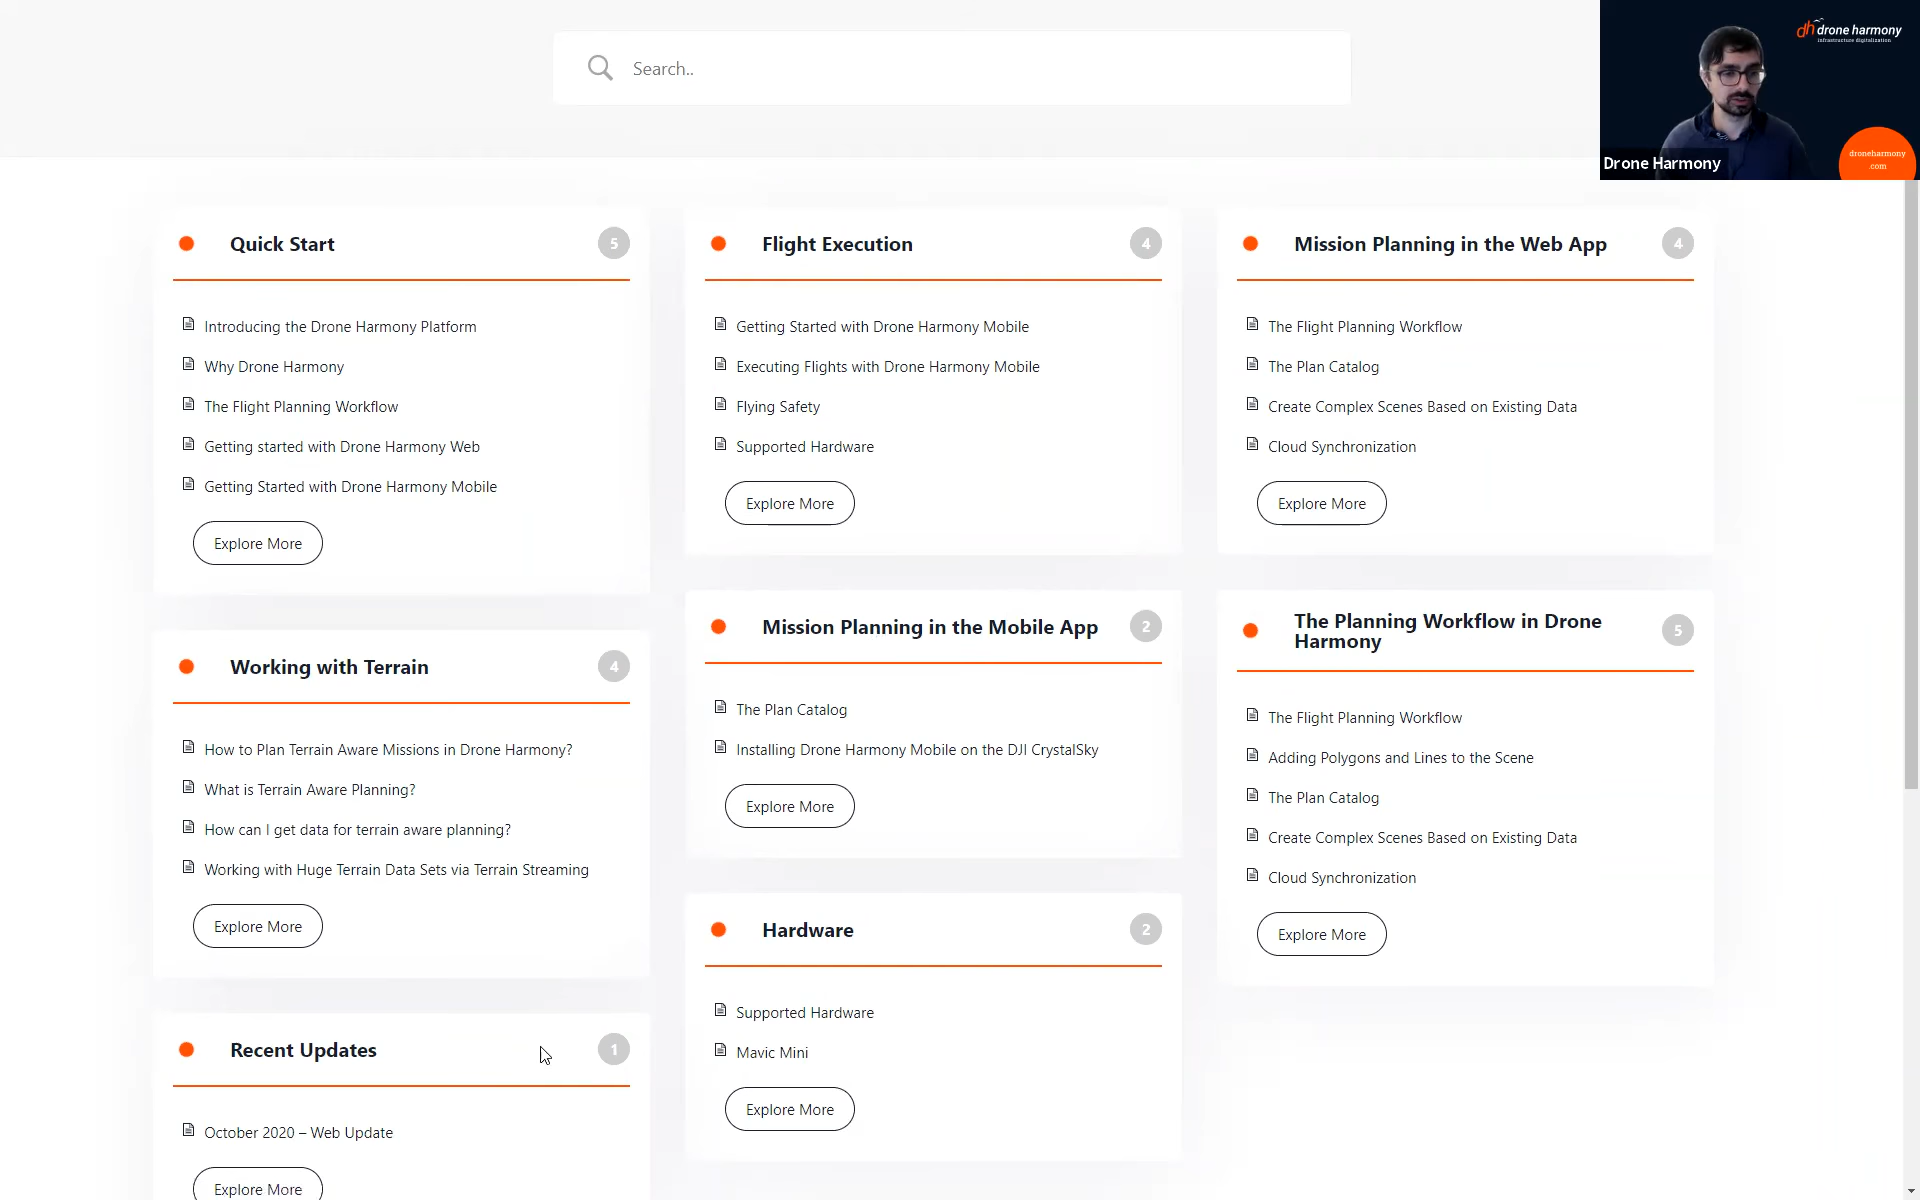 Search..
dh drone harmony
infrastructure digitalization
droneharmony
.com
Drone Harmony
Quick Start
5
Introducing the Drone Harmony Platform
Why Drone Harmony
The Flight Planning Workflow
Getting started with Drone Harmony Web
Getting Started with Drone Harmony Mobile
Explore More
Working with Terrain
4
How to Plan Terrain Aware Missions in Drone Harmony?
What is Terrain Aware Planning?
How can I get data for terrain aware planning?
Working with Huge Terrain Data Sets via Terrain Streaming
Explore More
Recent Updates
1
October 2020 – Web Update
Explore More
Flight Execution
4
Getting Started with Drone Harmony Mobile
Executing Flights with Drone Harmony Mobile
Flying Safety
Supported Hardware
Explore More
Mission Planning in the Mobile App
2
The Plan Catalog
Installing Drone Harmony Mobile on the DJI CrystalSky
Explore More
Hardware
2
Supported Hardware
Mavic Mini
Explore More
Mission Planning in the Web App
4
The Flight Planning Workflow
The Plan Catalog
Create Complex Scenes Based on Existing Data
Cloud Synchronization
Explore More
The Planning Workflow in Drone
Harmony
5
The Flight Planning Workflow
Adding Polygons and Lines to the Scene
The Plan Catalog
Create Complex Scenes Based on Existing Data
Cloud Synchronization
Explore More